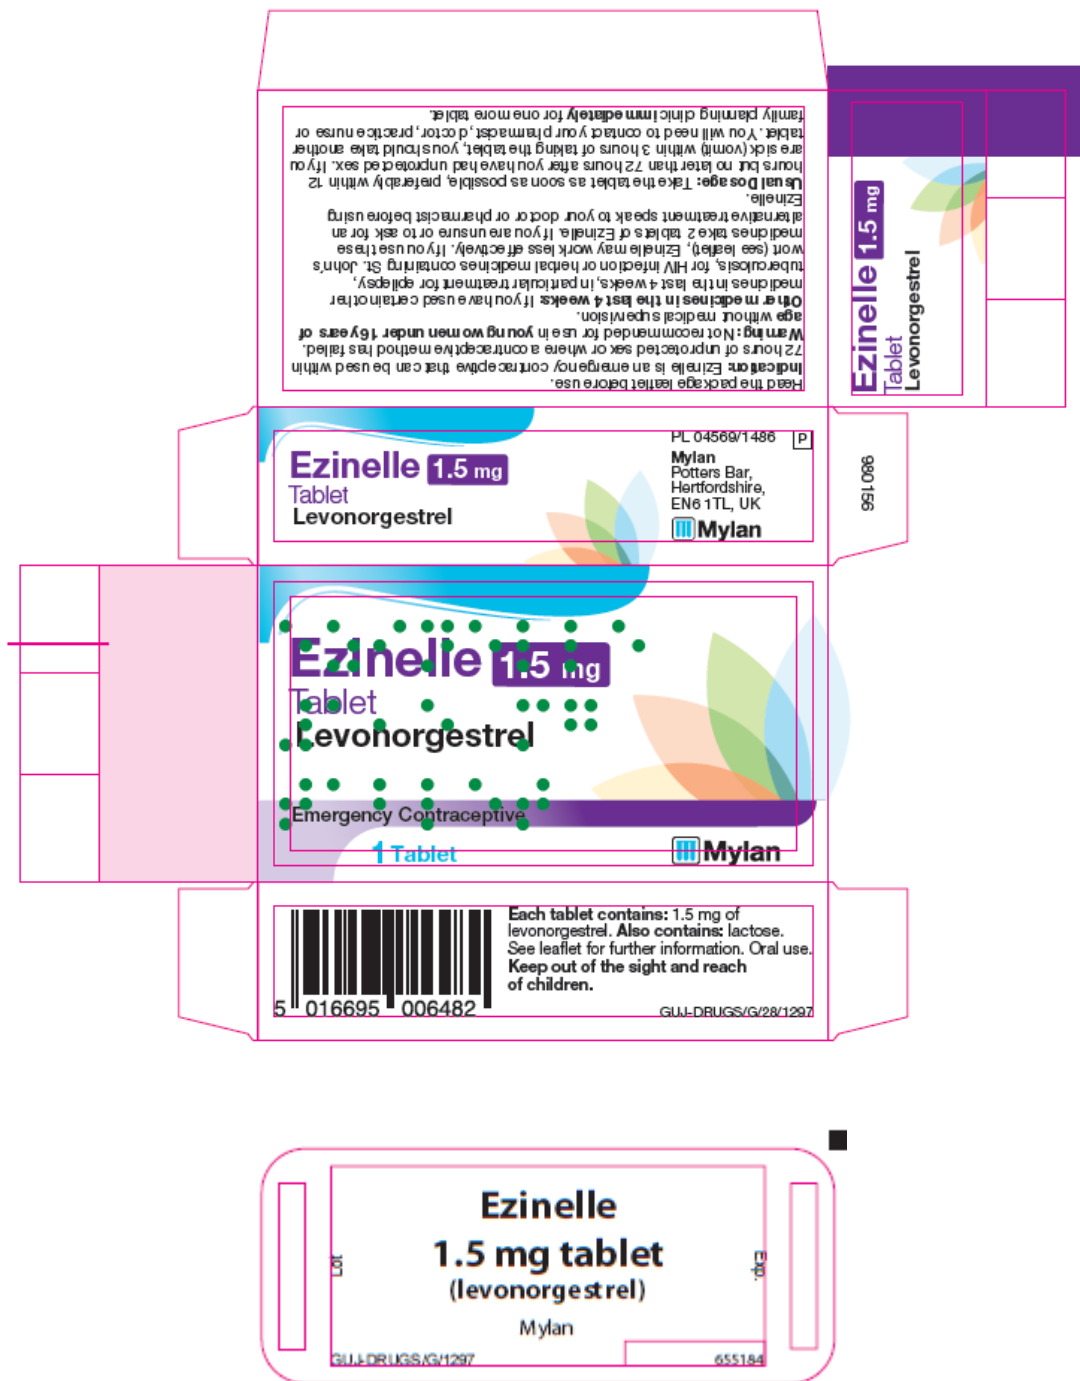 Read the package leaflet before use.
Indication: Ezinelle is an emergency contraceptive that can be used within
72 hours of unprotected sex or where a contraceptive method has failed.
Warning: Not recommended for use in young women under 16 years of
age without medical supervision.
Other medicines in the last 4 weeks: If you have used certain other
medicines in the last 4 weeks, in particular treatment for epilepsy,
tuberculosis, for HIV infection or herbal medicines containing St. John's
wort (see leaflet), Ezinelle may work less effectively. If you use these
medicines take 2 tablets of Ezinelle. If you are unsure or to ask for an
alternative treatment speak to your doctor or pharmacist before using
Ezinelle.
Usual Dosage: Take the tablet as soon as possible, preferably within 12
hours but no later than 72 hours after you have had unprotected sex. If you
are sick (vomit) within 3 hours of taking the tablet, you should take another
tablet. You will need to contact your pharmacist, doctor, practice nurse or
family planning clinic immediately for one more tablet.
Ezinelle 1.5 mg
Tablet
Levonorgestrel
Ezinelle 1.5 mg
Tablet
Levonorgestrel
PL 04569/1486 P
Mylan
Potters Bar,
Hertfordshire,
EN6 1TL, UK
Mylan
980156
Ezinelle 1.5 mg
Tablet
Levonorgestrel
Emergency Contraceptive
1 Tablet
Mylan
5 016695 006482
Each tablet contains: 1.5 mg of
levonorgestrel. Also contains: lactose.
See leaflet for further information. Oral use.
Keep out of the sight and reach
of children.
GUJ-DRUGS/G/28/1297
Ezinelle
1.5 mg tablet
(levonorgestrel)
Mylan
Lot
Exp.
GUJ-DRUGS/G/1297
655184